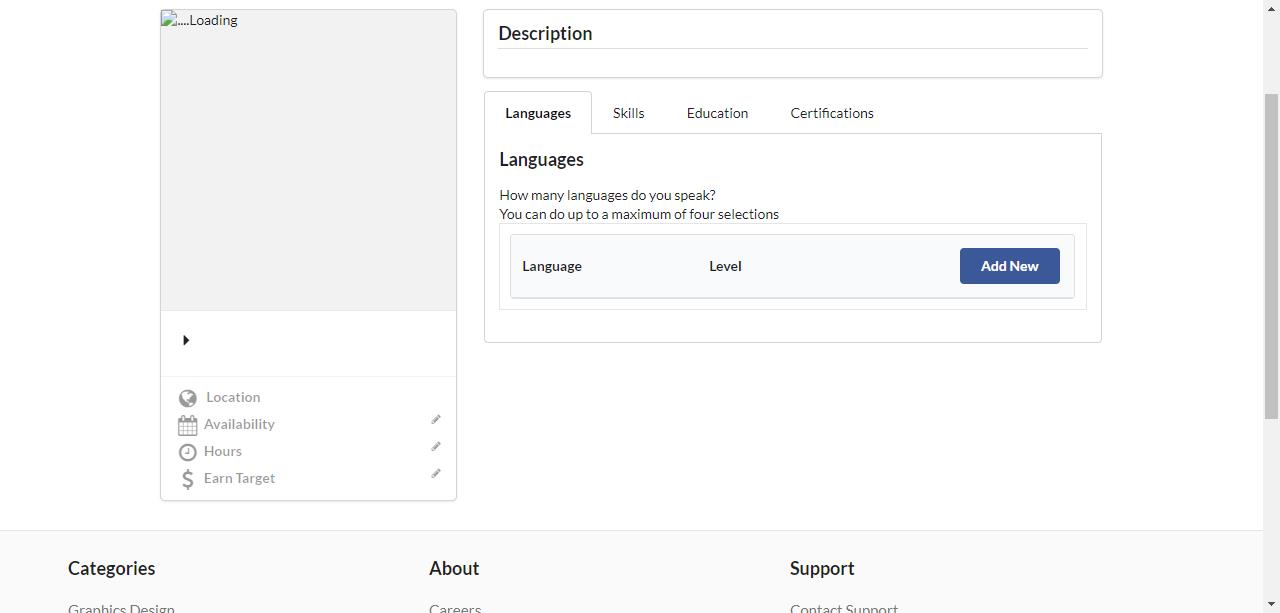 ....Loading
Location
Availability
Hours
Earn Target
Description
Languages Skills Education Certifications
Languages
How many languages do you speak?
You can do up to a maximum of four selections
Language Level Add New
Categories About Support
Graphics Design Careers Contact Support